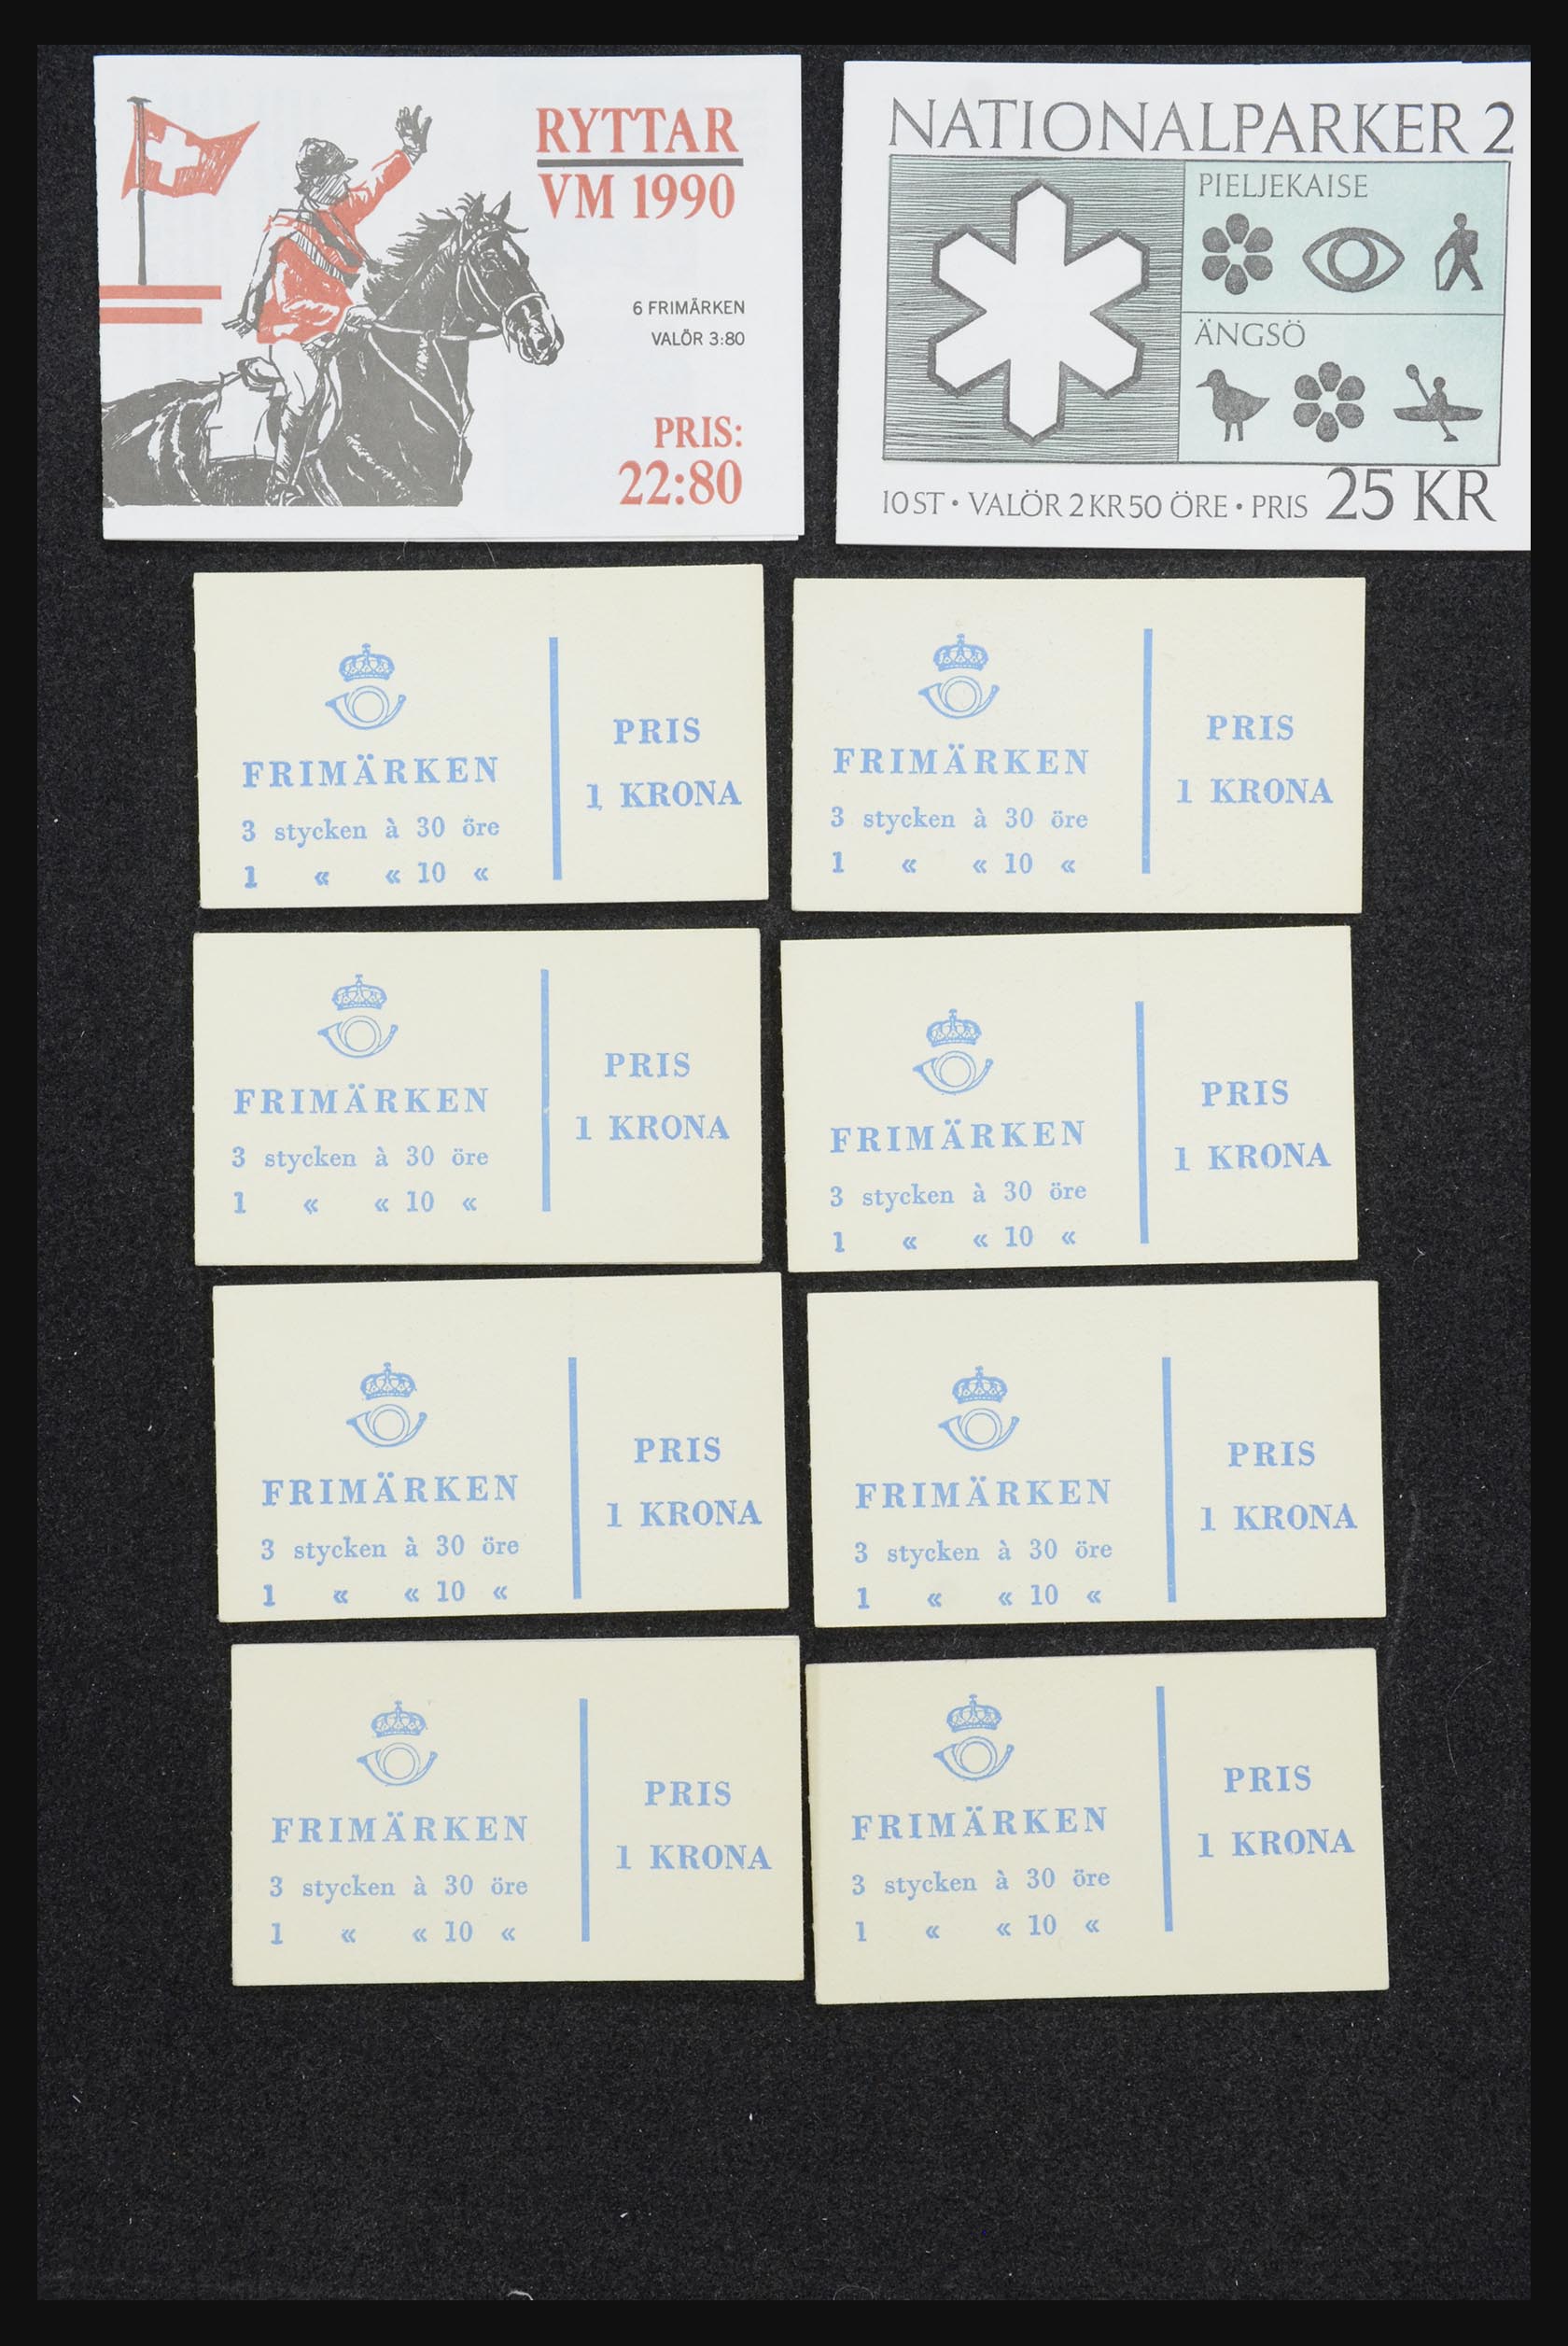 RYTTAR
VM 1990
6 FRIMÄRKEN
VALÖR 3:80
PRIS:
22:80
NATIONALPARKER 2
PIELJEKAISE
ÄNGSÖ
10 ST • VALÖR 2 KR 50 ÖRE • PRIS 25 KR
FRIMÄRKEN
3 stycken à 30 öre
1 « « 10 «
PRIS
1 KRONA
FRIMÄRKEN
3 stycken à 30 öre
1 « « 10 «
PRIS
1 KRONA
FRIMÄRKEN
3 stycken à 30 öre
1 « « 10 «
PRIS
1 KRONA
FRIMÄRKEN
3 stycken à 30 öre
1 « « 10 «
PRIS
1 KRONA
FRIMÄRKEN
3 stycken à 30 öre
1 « « 10 «
PRIS
1 KRONA
FRIMÄRKEN
3 stycken à 30 öre
1 « « 10 «
PRIS
1 KRONA
FRIMÄRKEN
3 stycken à 30 öre
1 « « 10 «
PRIS
1 KRONA
FRIMÄRKEN
3 stycken à 30 öre
1 « « 10 «
PRIS
1 KRONA